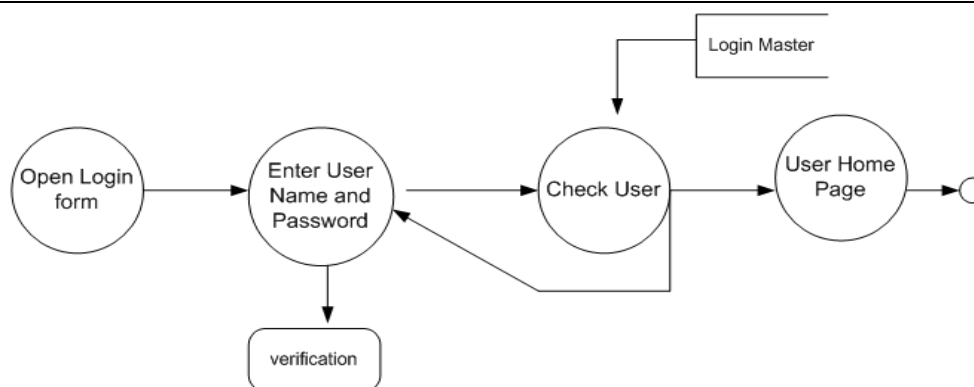 Login Master
Open Login
form
Enter User
Name and
Password
Check User
User Home
Page
verification